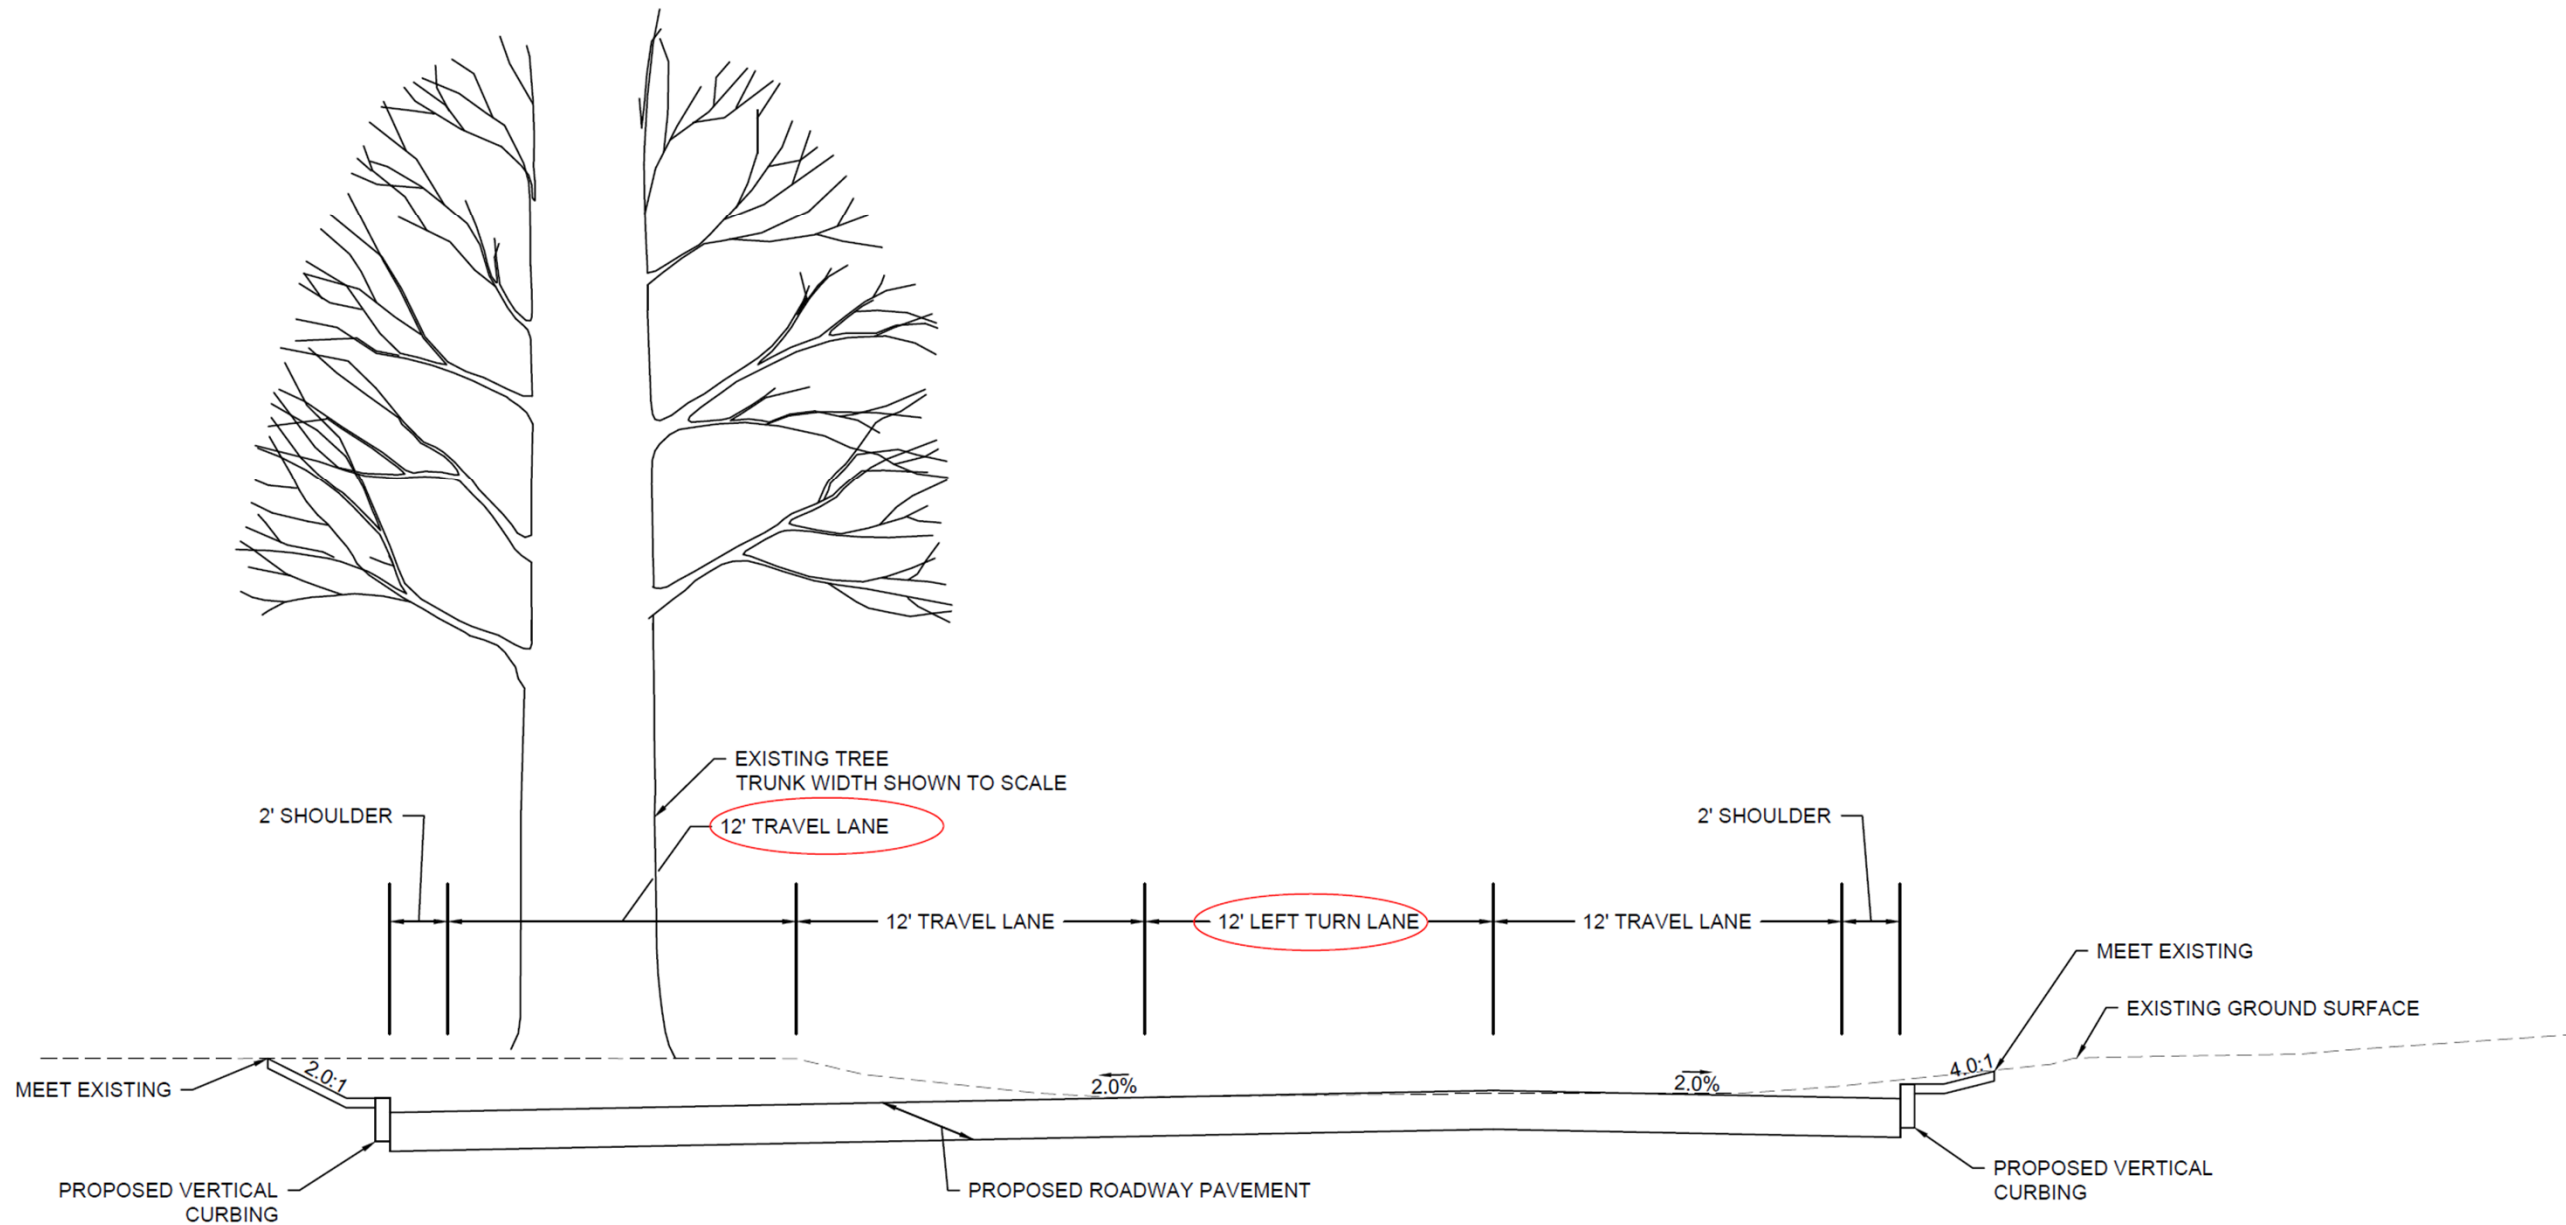 EXISTING TREE
TRUNK WIDTH SHOWN TO SCALE
2' SHOULDER
12' TRAVEL LANE
2' SHOULDER
12' TRAVEL LANE
12' LEFT TURN LANE
12' TRAVEL LANE
MEET EXISTING
EXISTING GROUND SURFACE
MEET EXISTING
2.0:1
2.0%
2.0%
4.0:1
PROPOSED VERTICAL
CURBING
PROPOSED ROADWAY PAVEMENT
PROPOSED VERTICAL
CURBING